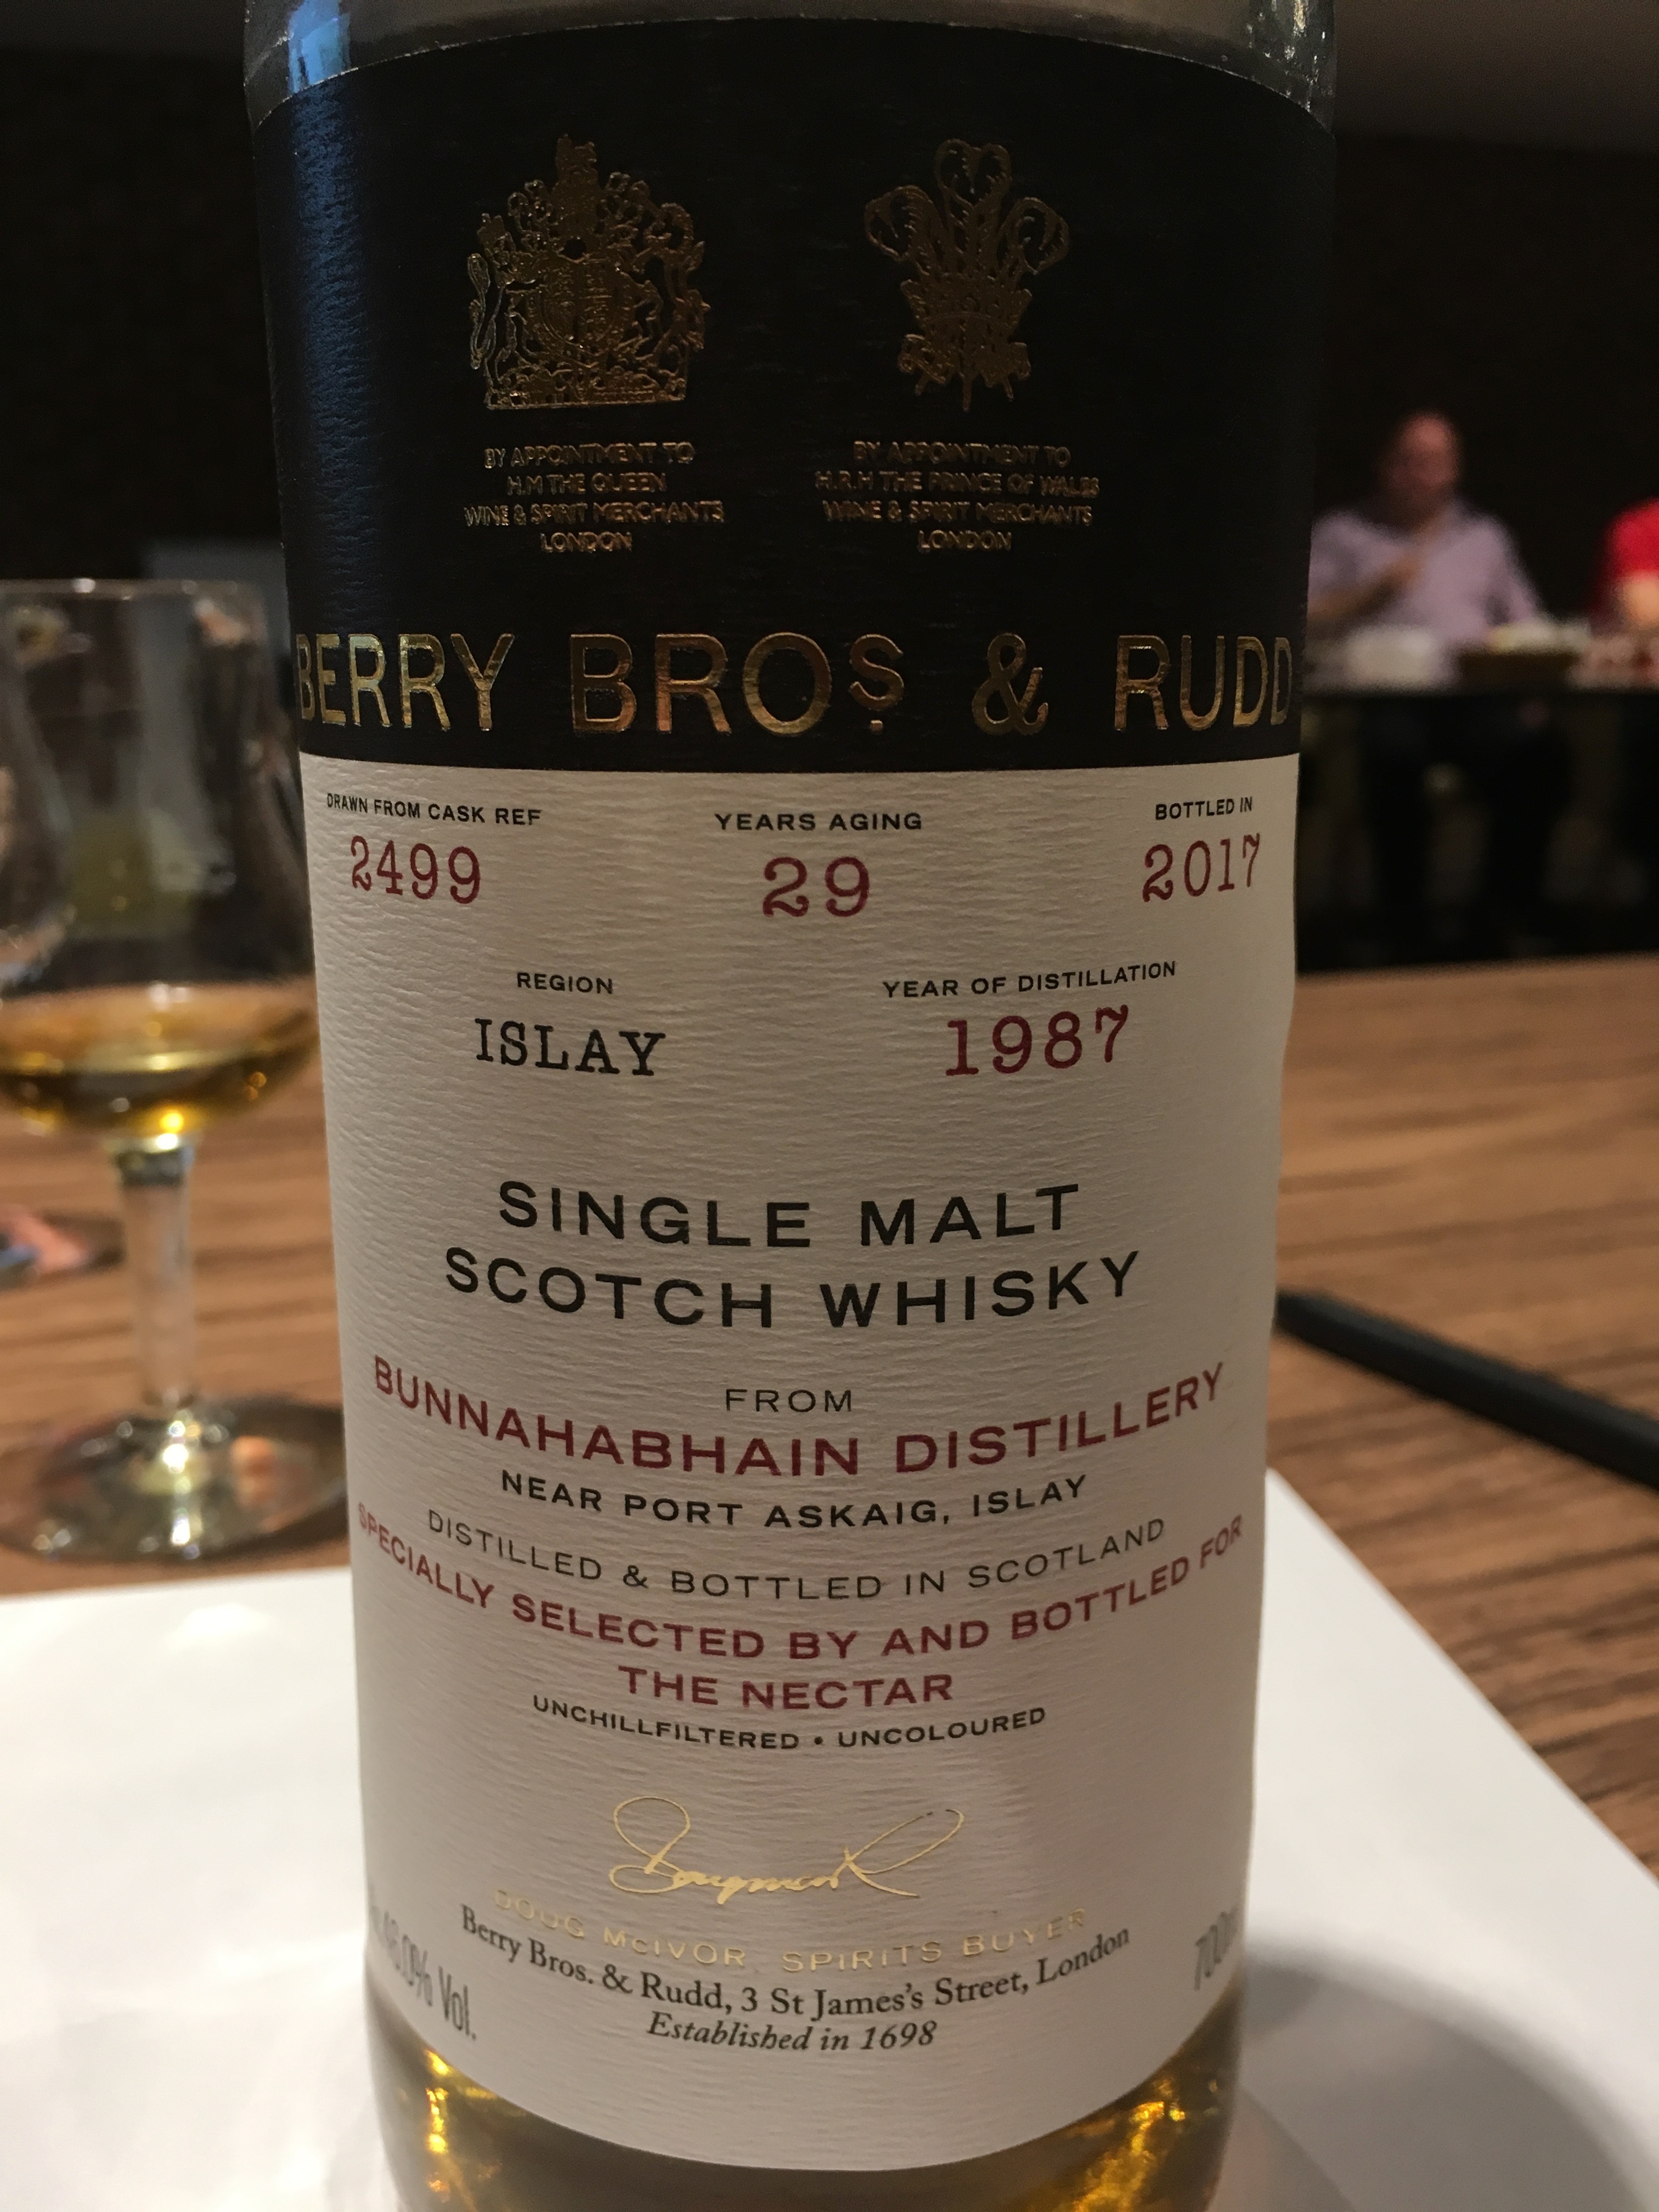 BY APPOINTMENT TO
H.M THE QUEEN
WINE & SPIRIT MERCHANTS
LONDON
BY APPOINTMENT TO
H.R.H THE PRINCE OF WALES
WINE & SPIRIT MERCHANTS
LONDON
BERRY BROS & RUDD
DRAWN FROM CASK REF
2499
YEARS AGING
29
BOTTLED IN
2017
REGION
ISLAY
YEAR OF DISTILLATION
1987
SINGLE MALT
SCOTCH WHISKY
FROM
BUNNAHABHAIN DISTILLERY
NEAR PORT ASKAIG, ISLAY
DISTILLED & BOTTLED IN SCOTLAND
SPECIALLY SELECTED BY AND BOTTLED FOR
THE NECTAR
UNCHILLFILTERED • UNCOLOURED
DOUG McIVOR, SPIRITS BUYER
Berry Bros. & Rudd, 3 St James's Street, London
Established in 1698
Vol.